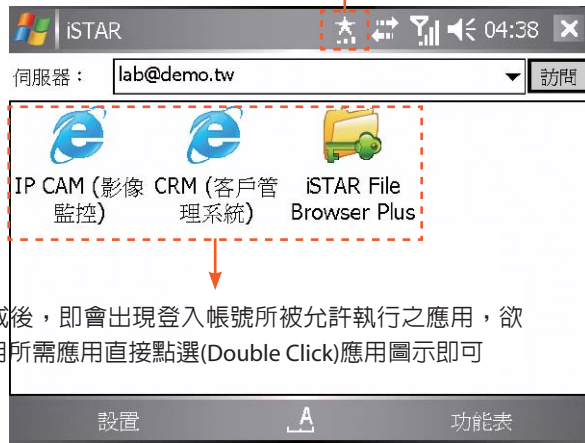 iSTAR 04:38
伺服器： lab@demo.tw 訪問
IP CAM (影像
監控)
CRM (客戶管
理系統)
iSTAR File
Browser Plus
後，即會出現登入帳號所被允許執行之應用，欲
所需應用直接點選(Double Click)應用圖示即可
設置 A 功能表